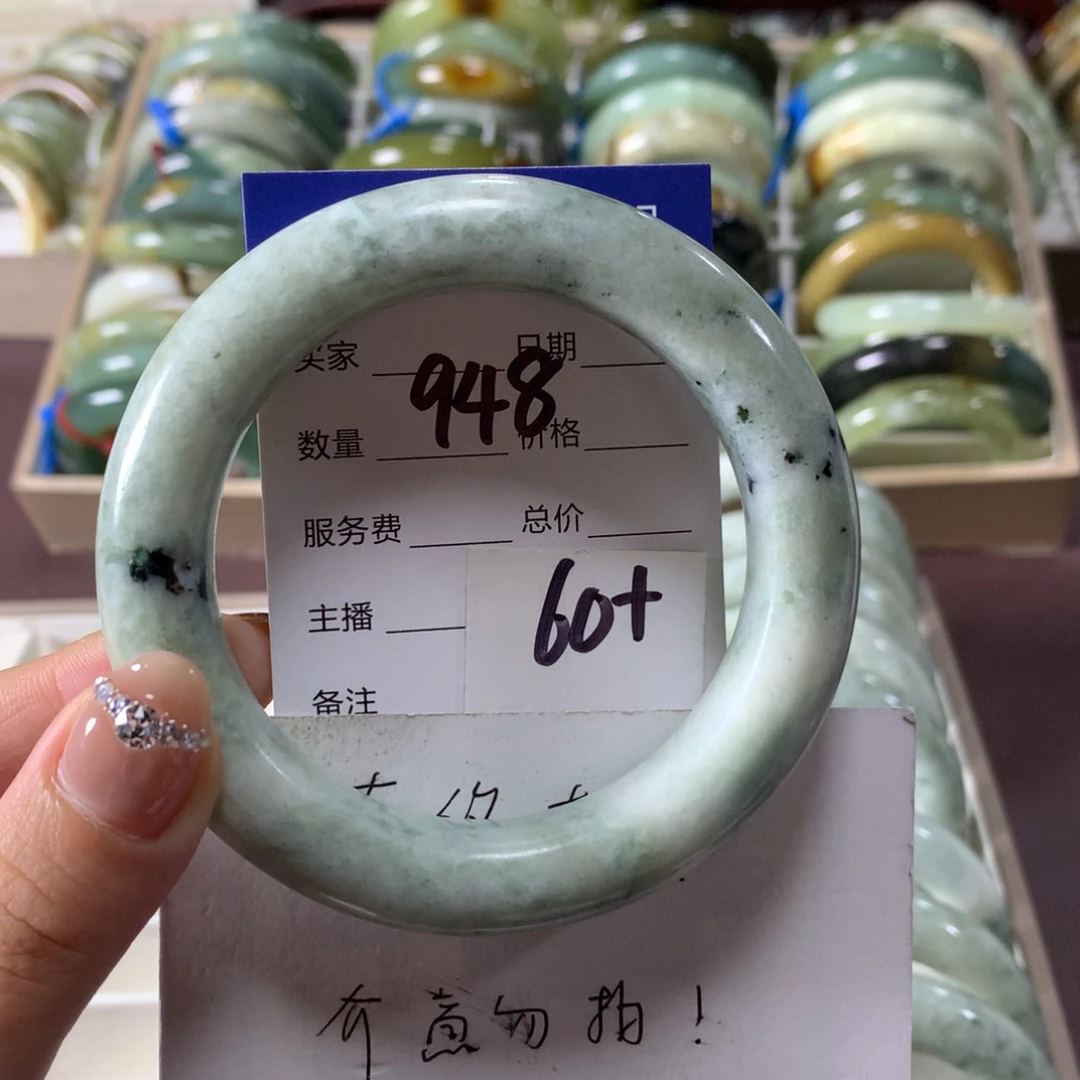 买家 日期
948
数量 价格
服务费 总价
主播
60+
备注
介意勿拍!